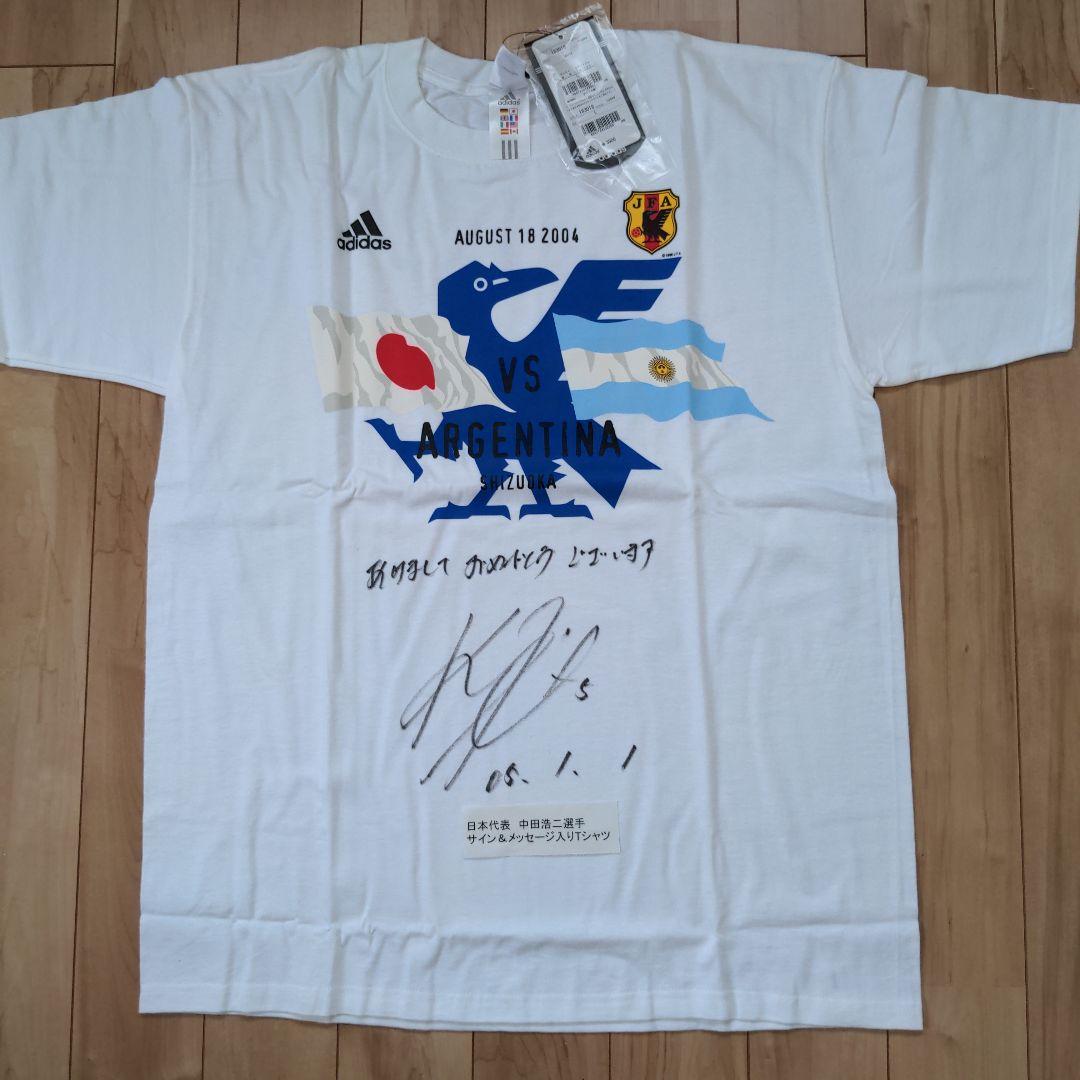 adidas
adidas
AUGUST 18 2004
JFA
VS
ARGENTINA
SHIZUOKA
あけまして おめでとう ございます
05. 1. 1
日本代表 中田浩二選手
サイン&メッセージ入りTシャツ